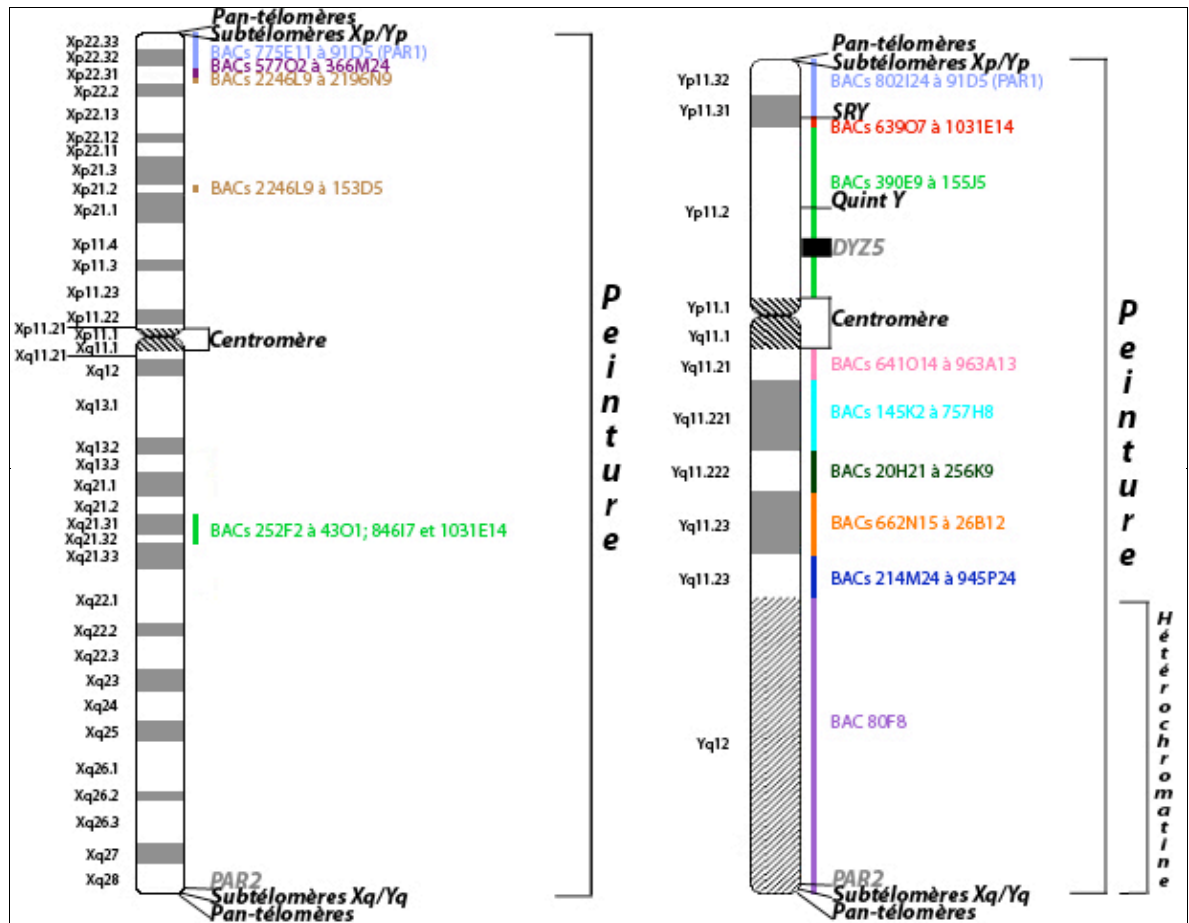 Pan-télomères
Subtélomères Xp/Yp
BACs 775E11 à 91D5 (PAR1)
BACs 577O2 à 366M24
BACs 2246L9 à 2196N9
BACs 2246L9 à 153D5
Centromère
BACs 252F2 à 43O1; 846I7 et 1031E14
PAR2
Subtélomères Xq/Yq
Pan-télomères
Xp22.33
Xp22.32
Xp22.31
Xp22.2
Xp22.13
Xp22.12
Xp22.11
Xp21.3
Xp21.2
Xp21.1
Xp11.4
Xp11.3
Xp11.23
Xp11.22
Xp11.21
Xp11.1
Xq11.1
Xq11.21
Xq12
Xq13.1
Xq13.2
Xq13.3
Xq21.1
Xq21.2
Xq21.31
Xq21.32
Xq21.33
Xq22.1
Xq22.2
Xq22.3
Xq23
Xq24
Xq25
Xq26.1
Xq26.2
Xq26.3
Xq27
Xq28
Peinture
Pan-télomères
Subtélomères Xp/Yp
BACs 802I24 à 91D5 (PAR1)
SRY
BACs 639O7 à 1031E14
BACs 390E9 à 155J5
Quint Y
DYZ5
Centromère
BACs 641O14 à 963A13
BACs 145K2 à 757H8
BACs 20H21 à 256K9
BACs 662N15 à 26B12
BACs 214M24 à 945P24
BAC 80F8
PAR2
Subtélomères Xq/Yq
Pan-télomères
Yp11.32
Yp11.31
Yp11.2
Yp11.1
Yq11.1
Yq11.21
Yq11.221
Yq11.222
Yq11.23
Yq11.23
Yq12
Peinture
Hétérochromatine